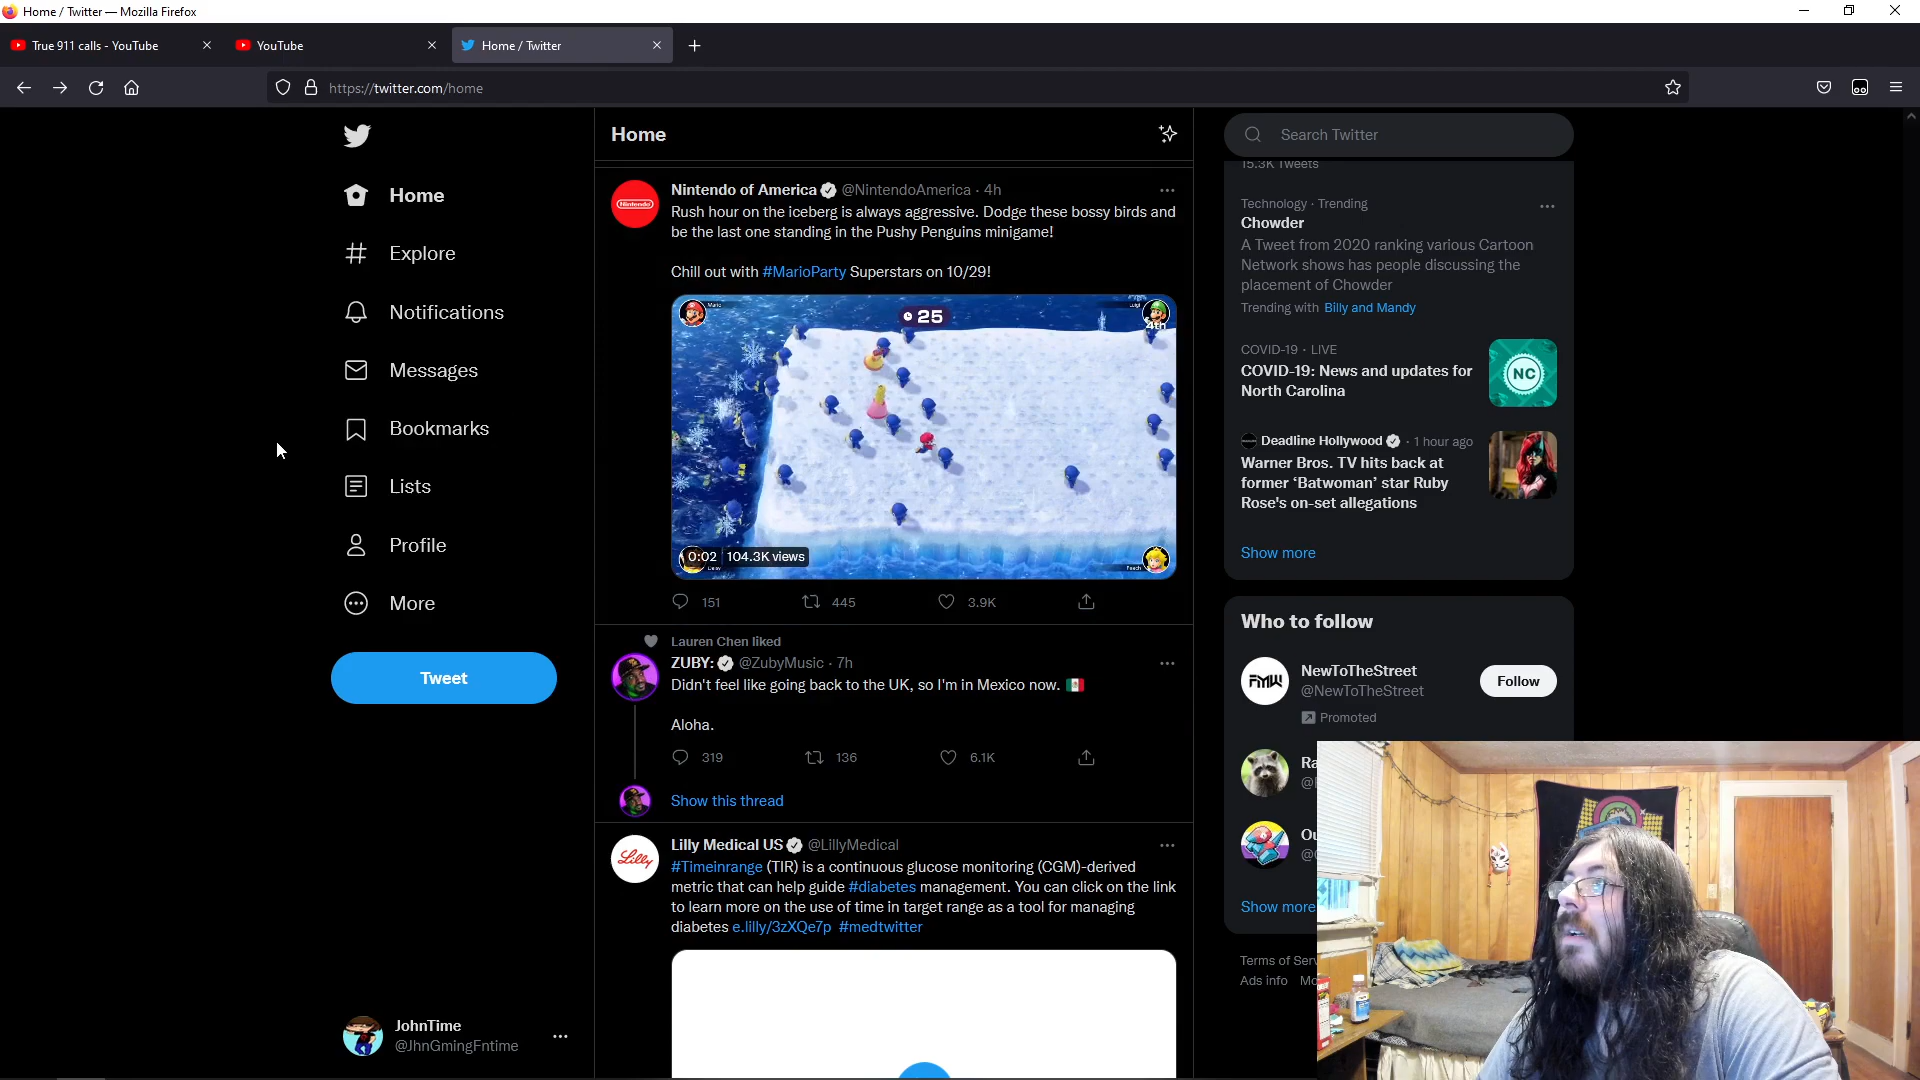 Home / Twitter — Mozilla Firefox
True 911 calls - YouTube
YouTube
Home / Twitter
https://twitter.com/home
Home
Explore
Notifications
Messages
Bookmarks
Lists
Profile
More
Tweet
JohnTime
@JhnGmingFntime
Home
Nintendo of America @NintendoAmerica · 4h
Rush hour on the iceberg is always aggressive. Dodge these bossy birds and
be the last one standing in the Pushy Penguins minigame!
Chill out with #MarioParty Superstars on 10/29!
Nintendo
Mario
25
Luigi
4th
0:02 104.3K views
Daisy
Peach
151 445 3.9K
Lauren Chen liked
ZUBY: @ZubyMusic · 7h
Didn't feel like going back to the UK, so I'm in Mexico now. 🇲🇽
Aloha.
319 136 6.1K
Show this thread
Lilly
Lilly Medical US @LillyMedical
#Timeinrange (TIR) is a continuous glucose monitoring (CGM)-derived
metric that can help guide #diabetes management. You can click on the link
to learn more on the use of time in target range as a tool for managing
diabetes e.lilly/3zXQe7p #medtwitter
Search Twitter
15.3K Tweets
Technology · Trending
Chowder
A Tweet from 2020 ranking various Cartoon
Network shows has people discussing the
placement of Chowder
Trending with Billy and Mandy
COVID-19 · LIVE
COVID-19: News and updates for
North Carolina
NC
Deadline Hollywood · 1 hour ago
Warner Bros. TV hits back at
former ‘Batwoman’ star Ruby
Rose's on-set allegations
Show more
Who to follow
FMW
NewToTheStreet
@NewToTheStreet
Promoted
Follow
Ra
@
Ou
@
Show more
Terms of Serv
Ads info Mo